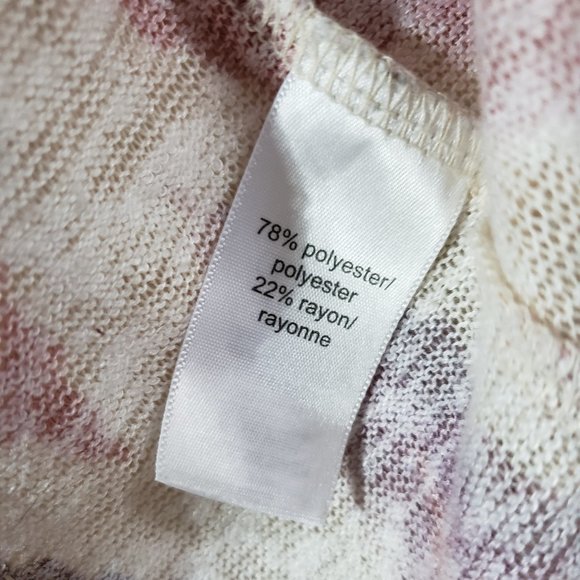 78% polyester/
polyester
22% rayon/
rayonne